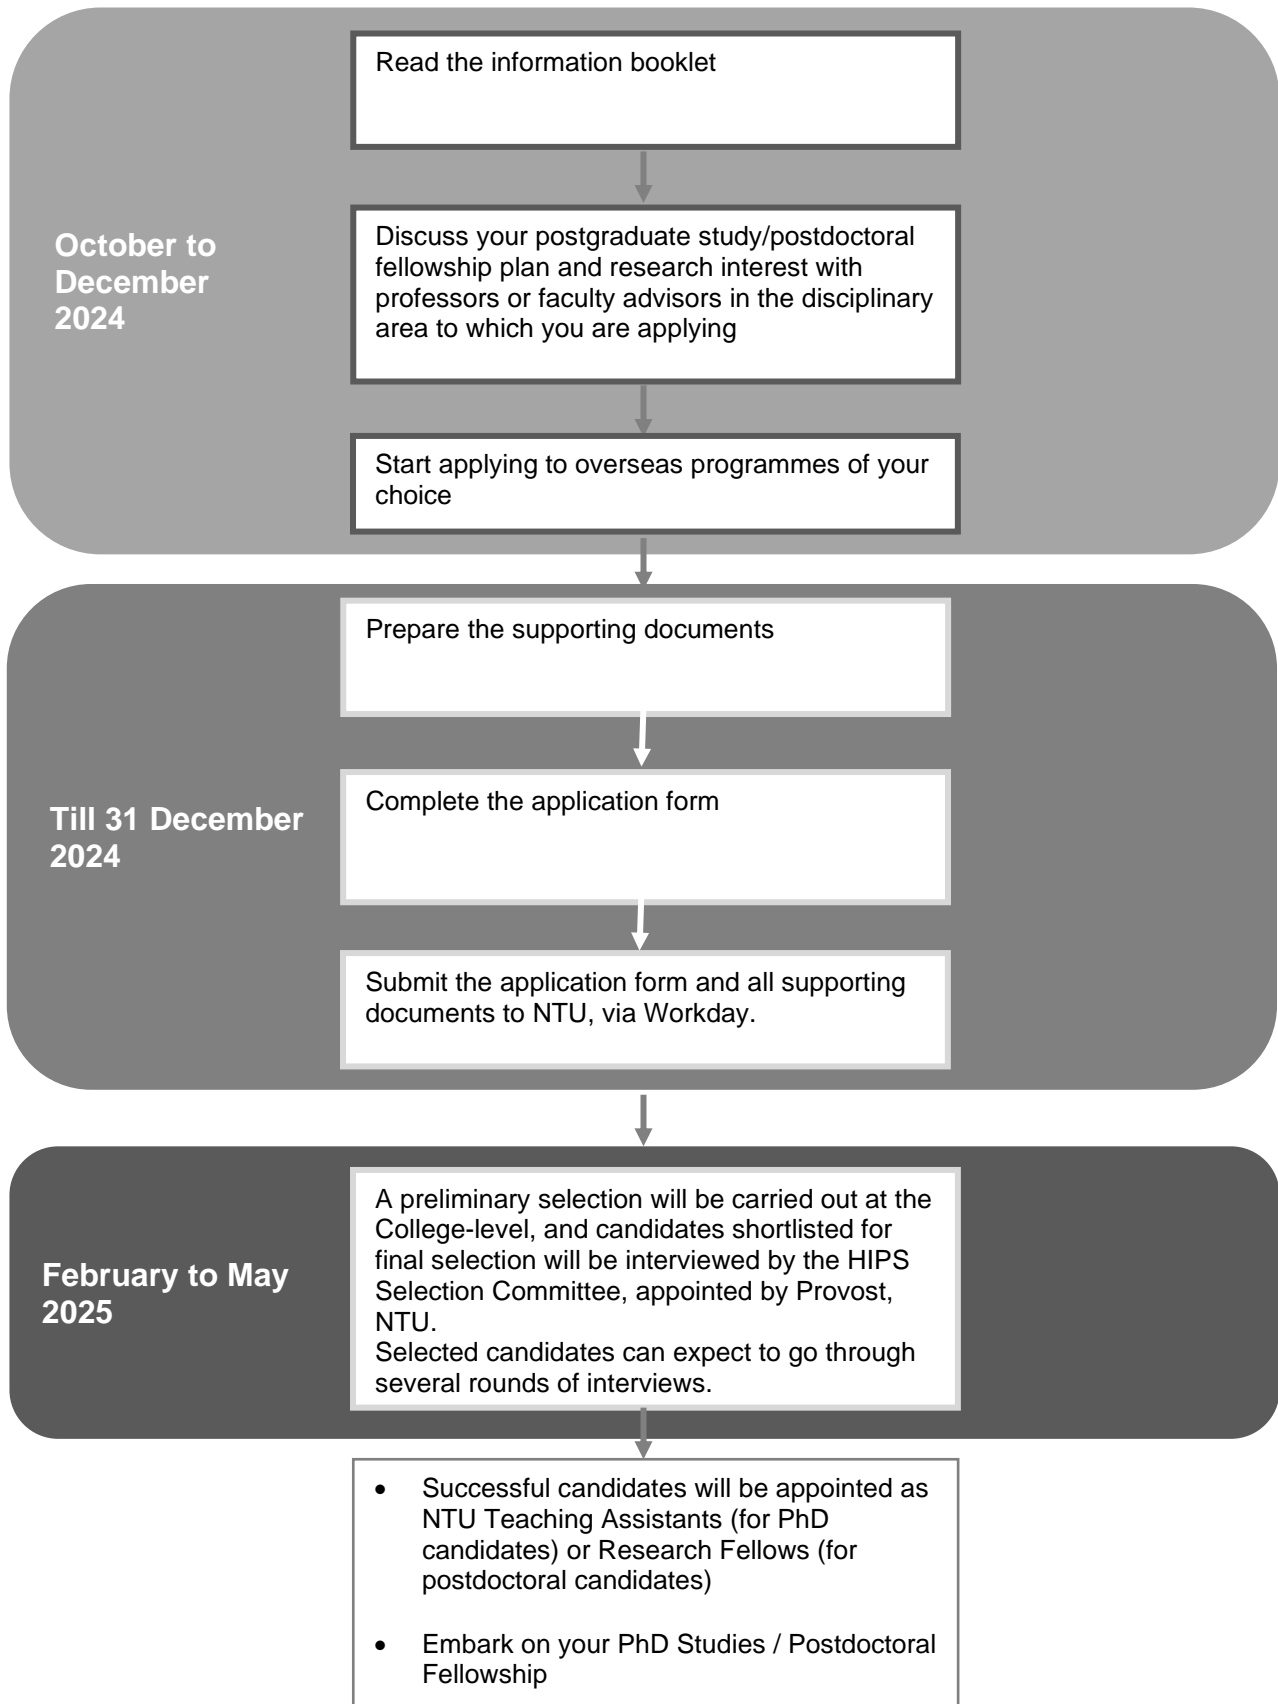 Read the information booklet
October to
December
2024
Discuss your postgraduate study/postdoctoral
fellowship plan and research interest with
professors or faculty advisors in the disciplinary
area to which you are applying
Start applying to overseas programmes of your
choice
Prepare the supporting documents
Till 31 December
2024
Complete the application form
Submit the application form and all supporting
documents to NTU, via Workday.
February to May
2025
A preliminary selection will be carried out at the
College-level, and candidates shortlisted for
final selection will be interviewed by the HIPS
Selection Committee, appointed by Provost,
NTU.
Selected candidates can expect to go through
several rounds of interviews.
• Successful candidates will be appointed as
NTU Teaching Assistants (for PhD
candidates) or Research Fellows (for
postdoctoral candidates)
• Embark on your PhD Studies / Postdoctoral
Fellowship